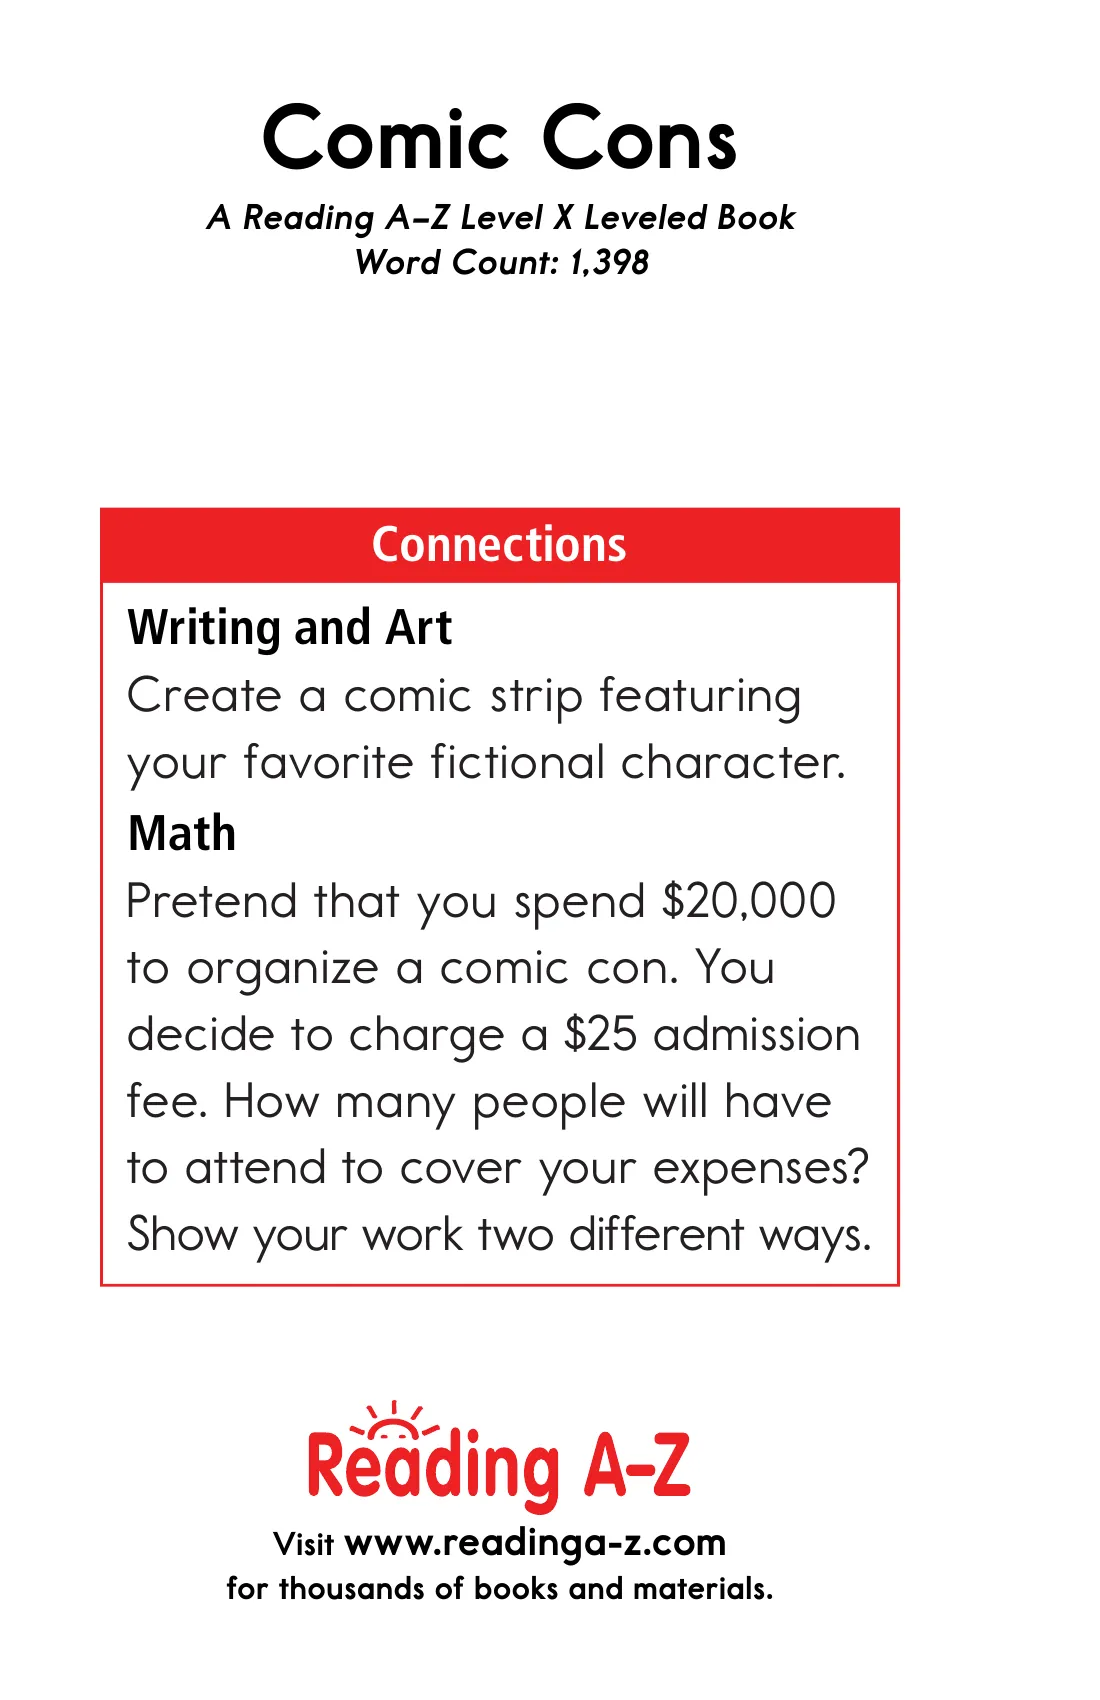 Comic Cons
A Reading A–Z Level X Leveled Book
Word Count: 1,398
Connections
Writing and Art
Create a comic strip featuring
your favorite fictional character.
Math
Pretend that you spend $20,000
to organize a comic con. You
decide to charge a $25 admission
fee. How many people will have
to attend to cover your expenses?
Show your work two different ways.
Reading A–Z
Visit www.readinga-z.com
for thousands of books and materials.